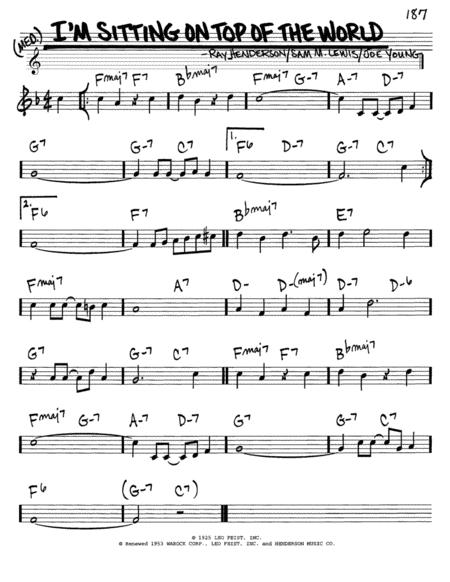 187
(MED.) I'M SITTING ON TOP OF THE WORLD
- RAY HENDERSON/SAM M. LEWIS/JOE YOUNG
Fmaj7 F7 Bbmaj7 Fmaj7 G-7 A-7 D-7
G7 G-7 C7 1. F6 D-7 G-7 C7
2. F6 F7 Bbmaj7 E7
Fmaj7 A7 D- D-(maj7) D-7 D-6
G7 G-7 C7 Fmaj7 F7 Bbmaj7
Fmaj7 G-7 A-7 D-7 G7 G-7 C7
F6 (G-7 C7)
© 1925 LEO FEIST, INC.
© Renewed 1953 WAROCK CORP., LEO FEIST, INC. and HENDERSON MUSIC CO.